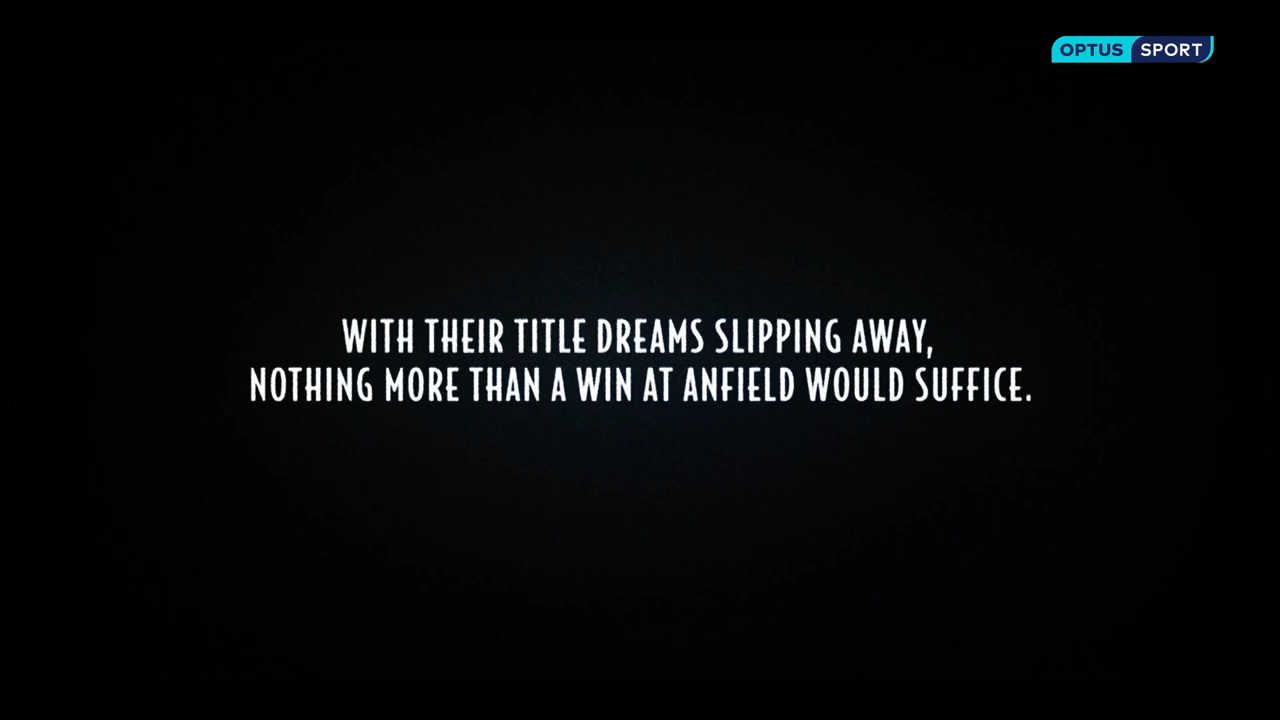 OPTUS SPORT
WITH THEIR TITLE DREAMS SLIPPING AWAY,
NOTHING MORE THAN A WIN AT ANFIELD WOULD SUFFICE.